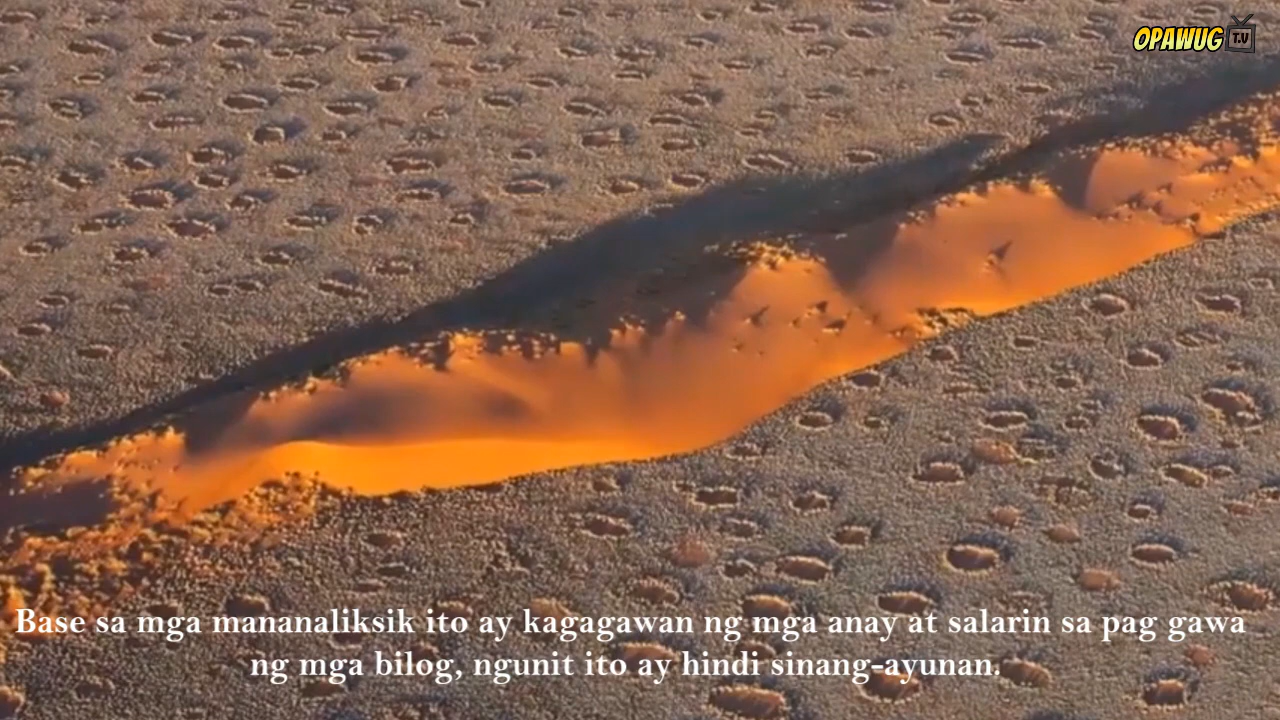 OPAWUG T.V
Base sa mga mananaliksik ito ay kagagawan ng mga anay at salarin sa pag gawa
ng mga bilog, ngunit ito ay hindi sinang-ayunan.